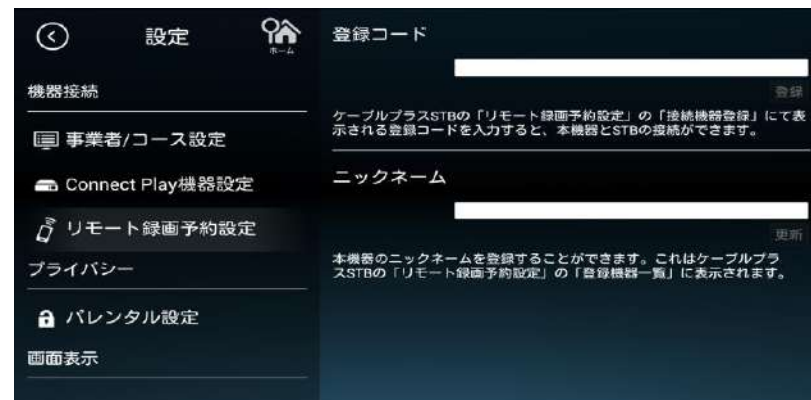 設定
ホーム
機器接続
事業者/コース設定
Connect Play機器設定
リモート録画予約設定
プライバシー
パレンタル設定
画面表示
登録コード
登録
ケーブルプラスSTBの「リモート録画予約設定」の「接続機器登録」にて表
示される登録コードを入力すると、本機器とSTBの接続ができます。
ニックネーム
更新
本機器のニックネームを登録することができます。これはケーブルプラ
スSTBの「リモート録画予約設定」の「登録機器一覧」に表示されます。